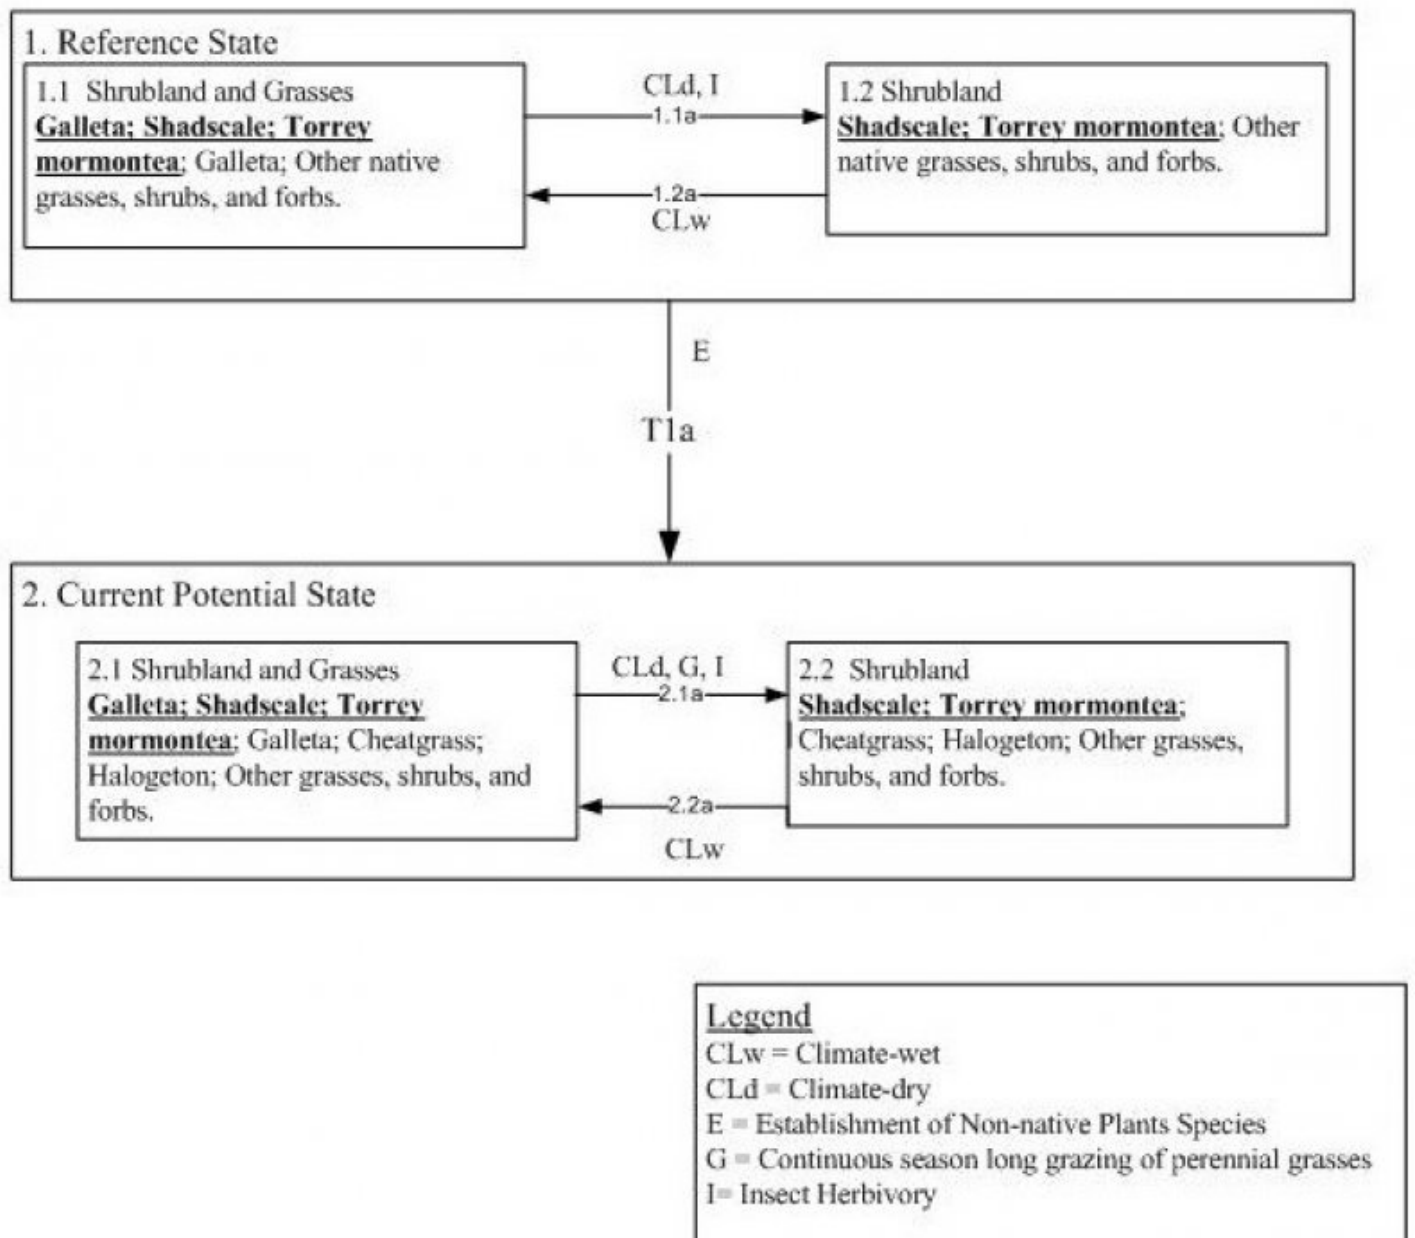 1. Reference State
1.1 Shrubland and Grasses
Galleta; Shadscale; Torrey
mormontea; Galleta; Other native
grasses, shrubs, and forbs.
CLd, I
1.1a
1.2a
CLw
1.2 Shrubland
Shadscale; Torrey mormontea; Other
native grasses, shrubs, and forbs.
E
T1a
2. Current Potential State
2.1 Shrubland and Grasses
Galleta; Shadscale; Torrey
mormontea; Galleta; Cheatgrass;
Halogeton; Other grasses, shrubs, and
forbs.
CLd, G, I
2.1a
2.2a
CLw
2.2 Shrubland
Shadscale; Torrey mormontea;
Cheatgrass; Halogeton; Other grasses,
shrubs, and forbs.
Legend
CLw = Climate-wet
CLd = Climate-dry
E = Establishment of Non-native Plants Species
G = Continuous season long grazing of perennial grasses
I= Insect Herbivory